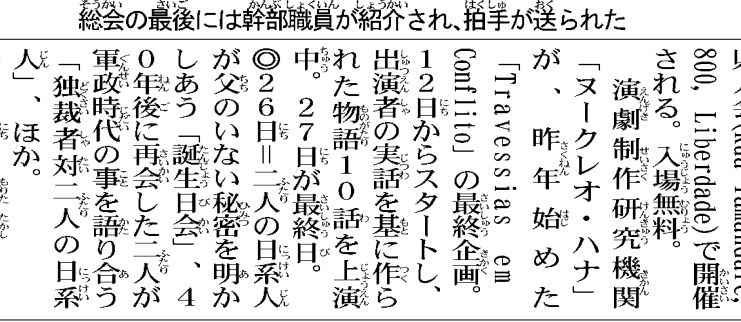 総会の最後には幹部職員が紹介され、拍手が送られた
800, Liberdade)で開催
される。入場無料。
演劇制作研究機関
「ヌークレオ・ハナ」
が、昨年始めた
「Travessias em
Conflito」の最終企画。
12日からスタートし、
出演者の実話を基に作ら
れた物語10話を上演
中。27日が最終日。
◎26日＝二人の日系人
が父のいない秘密を明か
しあう「誕生日会」、4
0年後に再会した二人が
軍政時代の事を語り合う
「独裁者対二人の日系
人」、ほか。